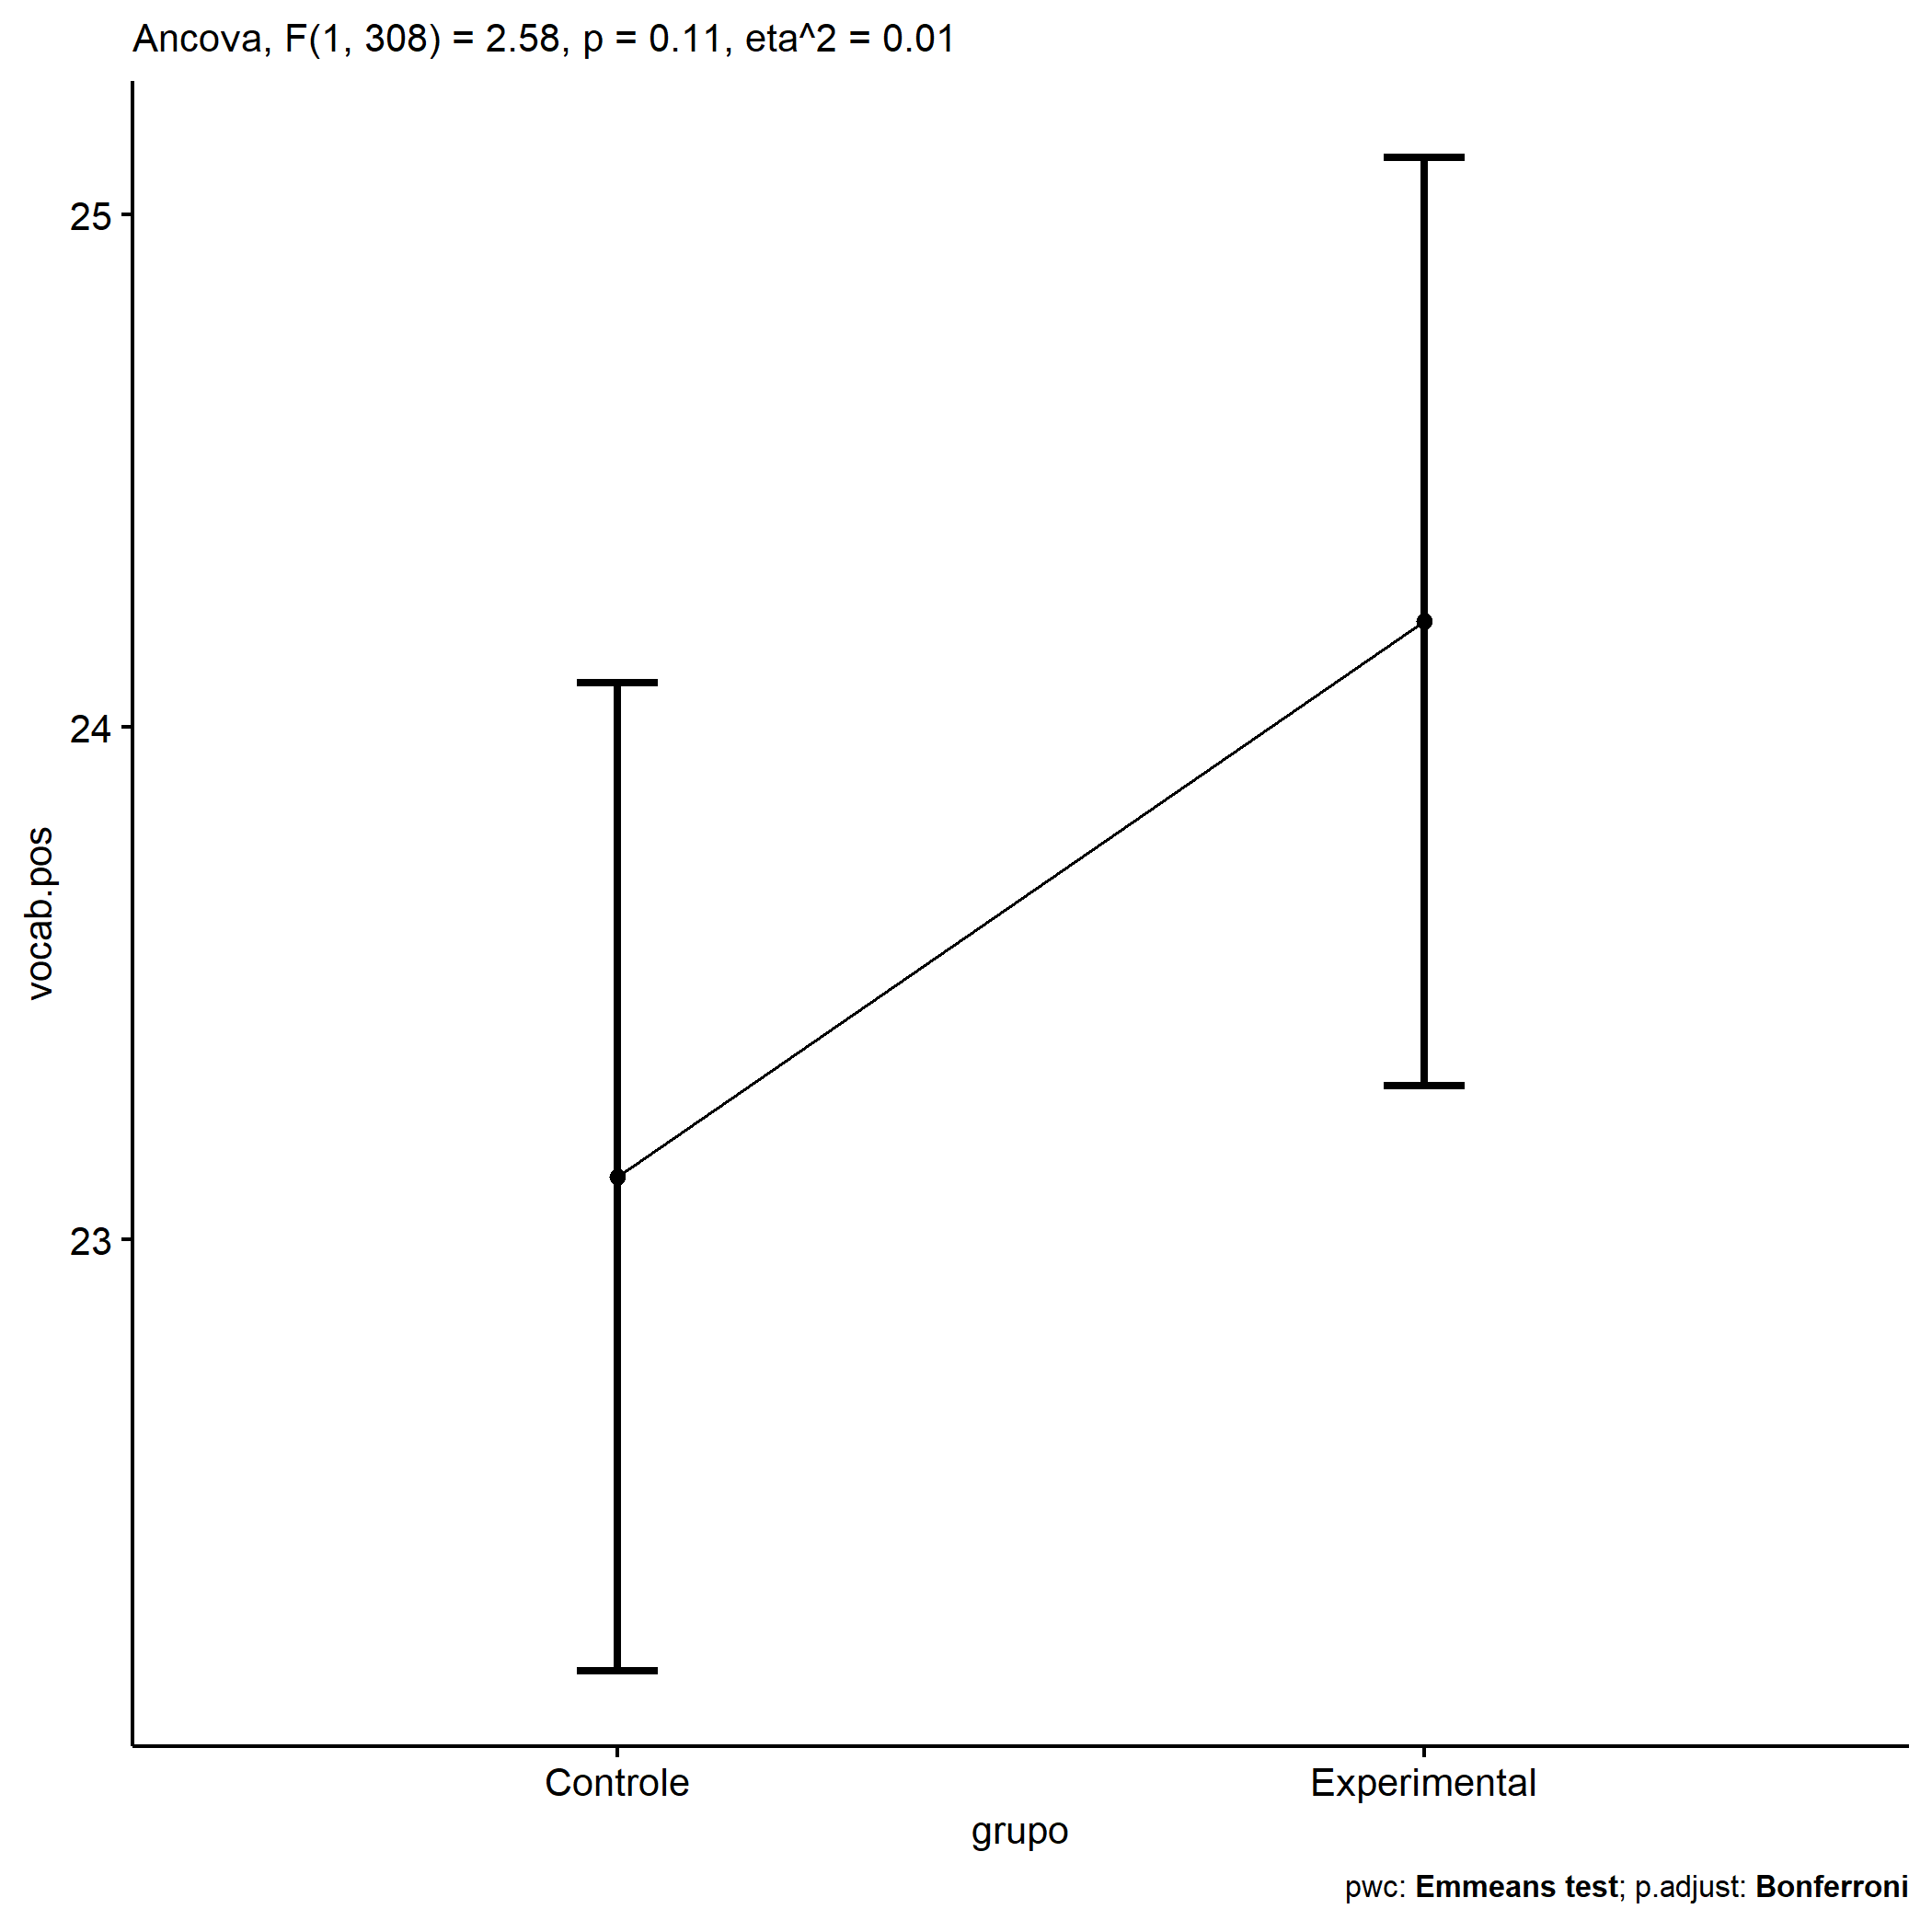 Ancova, F(1, 308) = 2.58, p = 0.11, eta^2 = 0.01
25
24
23
vocab.pos
Controle
Experimental
grupo
pwc: Emmeans test; p.adjust: Bonferroni